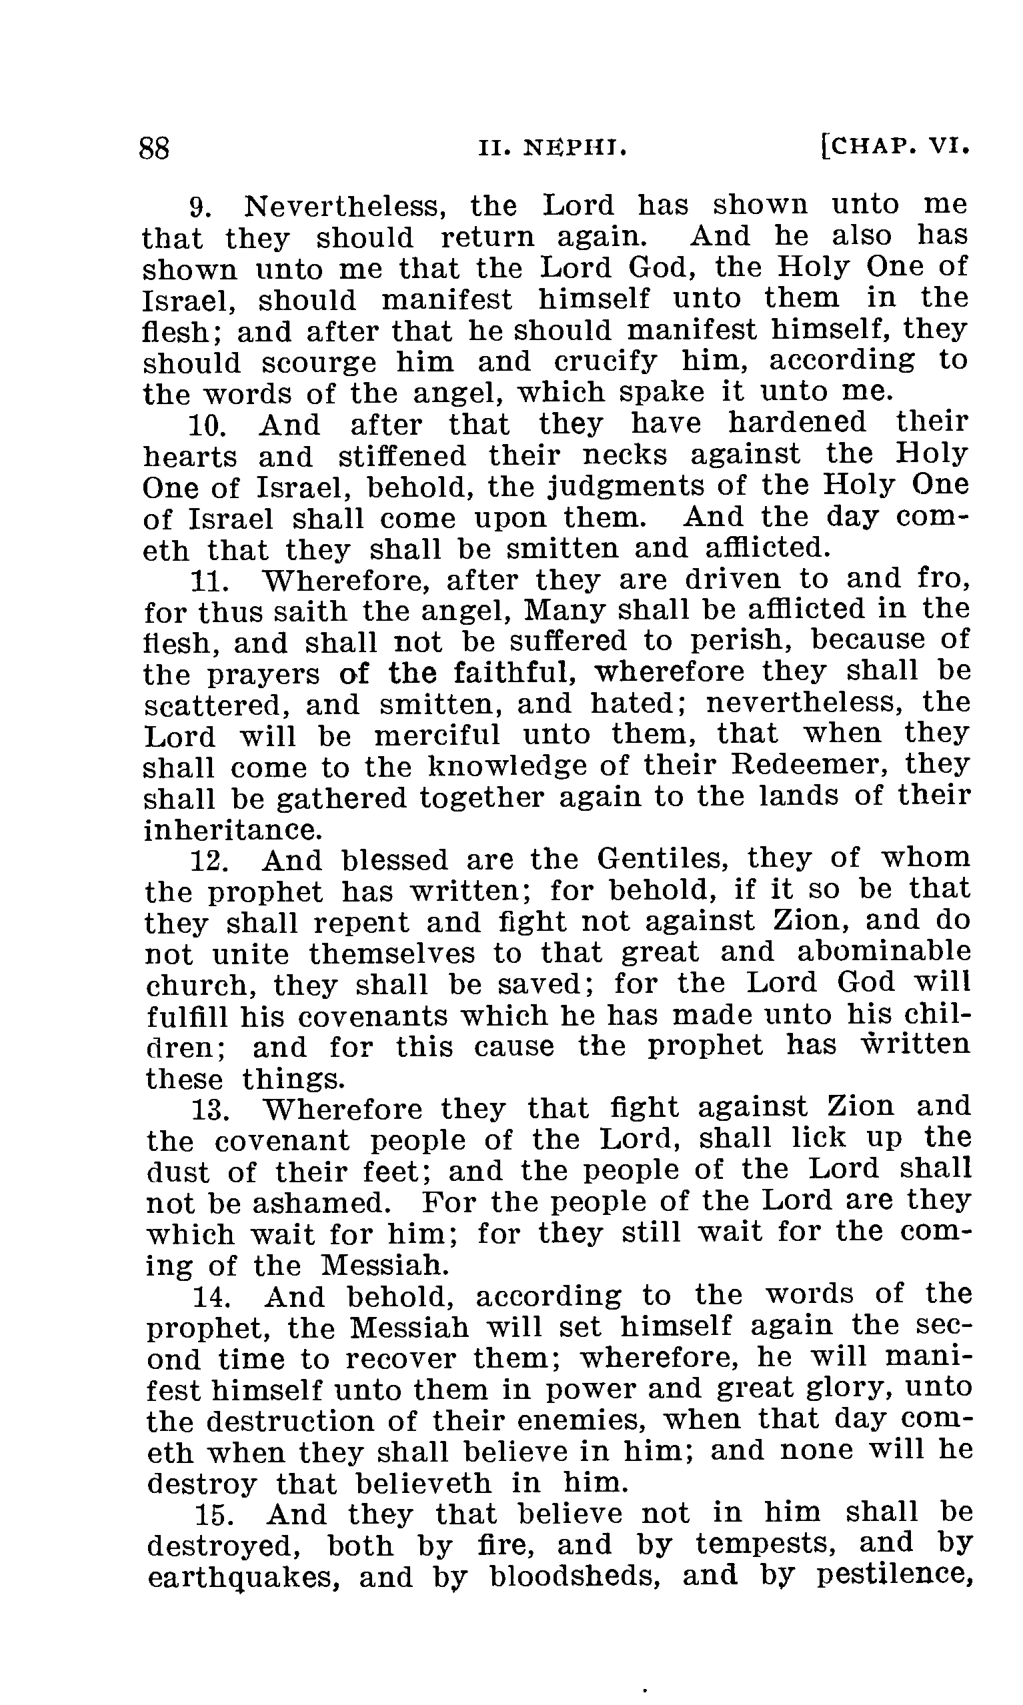 88 II. NEPHI. [CHAP. VI.
9. Nevertheless, the Lord has shown unto me
that they should return again. And he also has
shown unto me that the Lord God, the Holy One of
Israel, should manifest himself unto them in the
flesh; and after that he should manifest himself, they
should scourge him and crucify him, according to
the words of the angel, which spake it unto me.
10. And after that they have hardened their
hearts and stiffened their necks against the Holy
One of Israel, behold, the judgments of the Holy One
of Israel shall come upon them. And the day com-
eth that they shall be smitten and afflicted.
11. Wherefore, after they are driven to and fro,
for thus saith the angel, Many shall be afflicted in the
flesh, and shall not be suffered to perish, because of
the prayers of the faithful, wherefore they shall be
scattered, and smitten, and hated; nevertheless, the
Lord will be merciful unto them, that when they
shall come to the knowledge of their Redeemer, they
shall be gathered together again to the lands of their
inheritance.
12. And blessed are the Gentiles, they of whom
the prophet has written; for behold, if it so be that
they shall repent and fight not against Zion, and do
not unite themselves to that great and abominable
church, they shall be saved; for the Lord God will
fulfill his covenants which he has made unto his chil-
dren; and for this cause the prophet has written
these things.
13. Wherefore they that fight against Zion and
the covenant people of the Lord, shall lick up the
dust of their feet; and the people of the Lord shall
not be ashamed. For the people of the Lord are they
which wait for him; for they still wait for the com-
ing of the Messiah.
14. And behold, according to the words of the
prophet, the Messiah will set himself again the sec-
ond time to recover them; wherefore, he will mani-
fest himself unto them in power and great glory, unto
the destruction of their enemies, when that day com-
eth when they shall believe in him; and none will he
destroy that believeth in him.
15. And they that believe not in him shall be
destroyed, both by fire, and by tempests, and by
earthquakes, and by bloodsheds, and by pestilence,